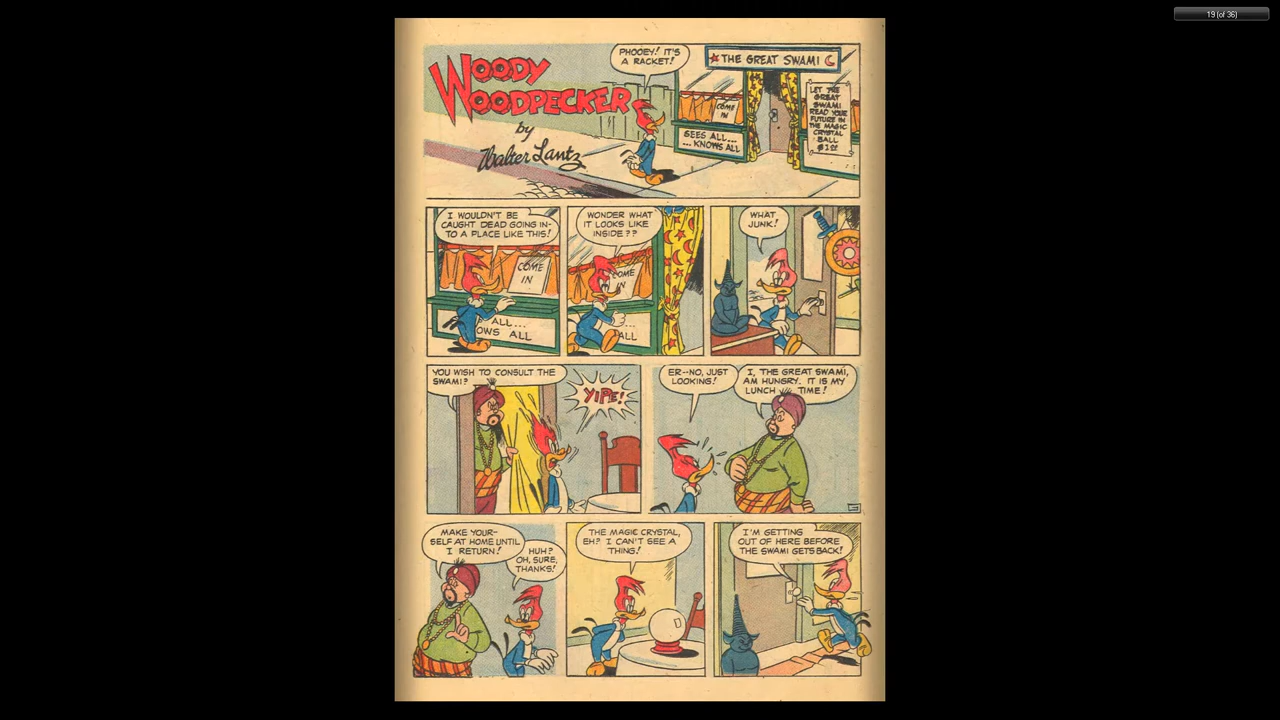 19 (of 36)
WOODY
WOODPECKER
by
Walter Lantz
PHOOEY! IT'S
A RACKET!
THE GREAT SWAMI
COME
IN
SEES ALL...
...KNOWS ALL
LET THE
GREAT
SWAMI
READ YOUR
FUTURE IN
THE MAGIC
CRYSTAL
BALL
$1.00
I WOULDN'T BE
CAUGHT DEAD GOING IN-
TO A PLACE LIKE THIS!
COME
IN
ALL...
OWS ALL
WONDER WHAT
IT LOOKS LIKE
INSIDE??
OME
IN
...
ALL
WHAT
JUNK!
YOU WISH TO CONSULT THE
SWAMI?
YIPE!
ER--NO, JUST
LOOKING!
I, THE GREAT SWAMI,
AM HUNGRY. IT IS MY
LUNCH TIME!
MAKE YOUR-
SELF AT HOME UNTIL
I RETURN!
HUH?
OH, SURE,
THANKS!
THE MAGIC CRYSTAL,
EH? I CAN'T SEE A
THING!
I'M GETTING
OUT OF HERE BEFORE
THE SWAMI GETS BACK!